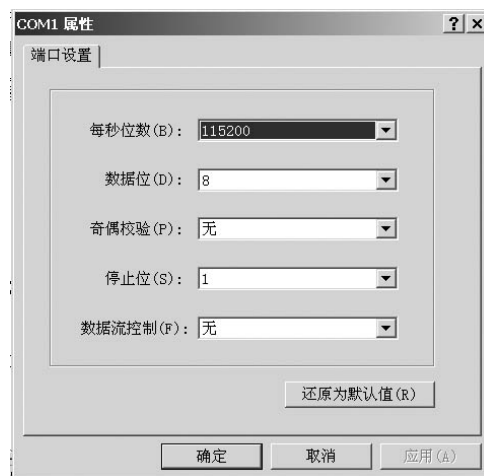 COM1 属性
端口设置
每秒位数(B): 115200
数据位(D): 8
奇偶校验(P): 无
停止位(S): 1
数据流控制(F): 无
还原为默认值(R)
确定 取消 应用(A)